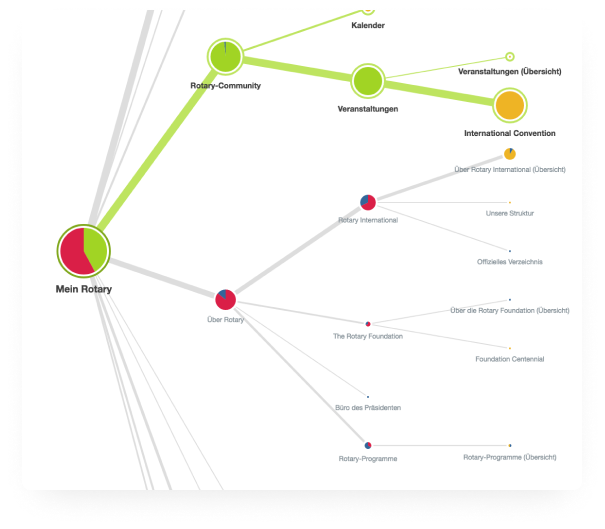 Kalender
Veranstaltungen (Übersicht)
Rotary-Community
Veranstaltungen
International Convention
Über Rotary International (Übersicht)
Unsere Struktur
Rotary International
Offizielles Verzeichnis
Mein Rotary
Über die Rotary Foundation (Übersicht)
Über Rotary
The Rotary Foundation
Foundation Centennial
Büro des Präsidenten
Rotary-Programme
Rotary-Programme (Übersicht)